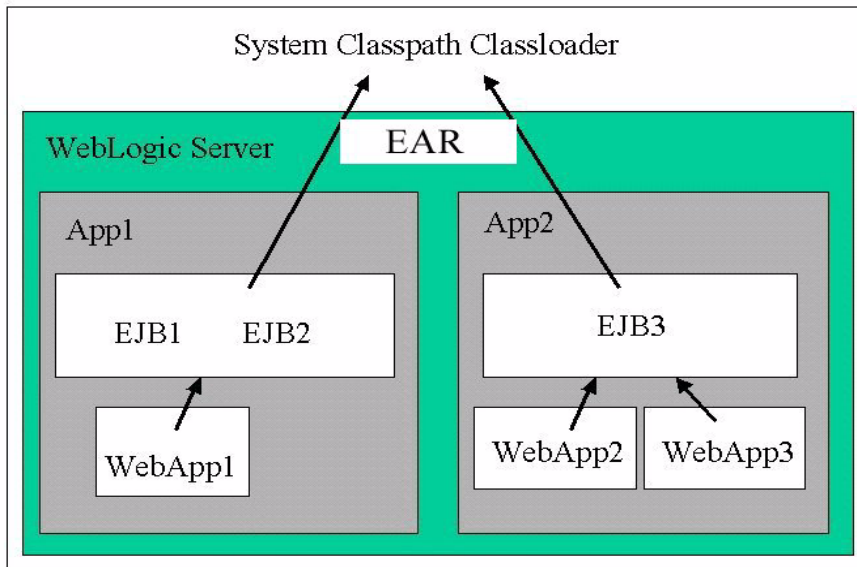 System Classpath Classloader
EAR
WebLogic Server
App1
App2
EJB1 EJB2
EJB3
WebApp1
WebApp2
WebApp3